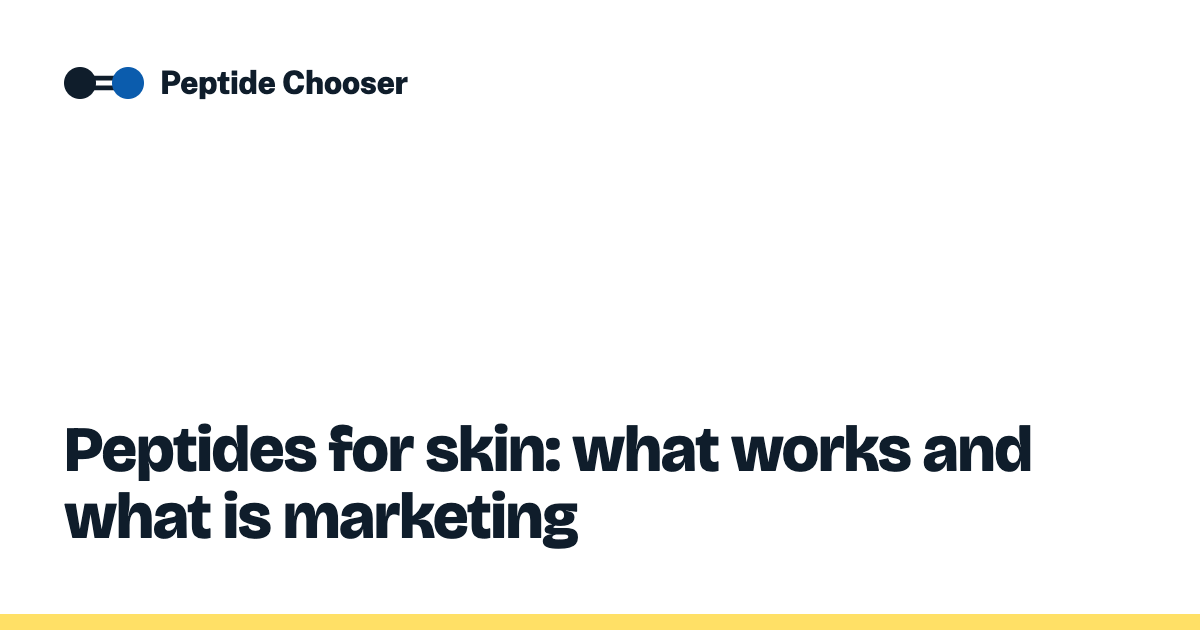 Peptide Chooser
Peptides for skin: what works and
what is marketing